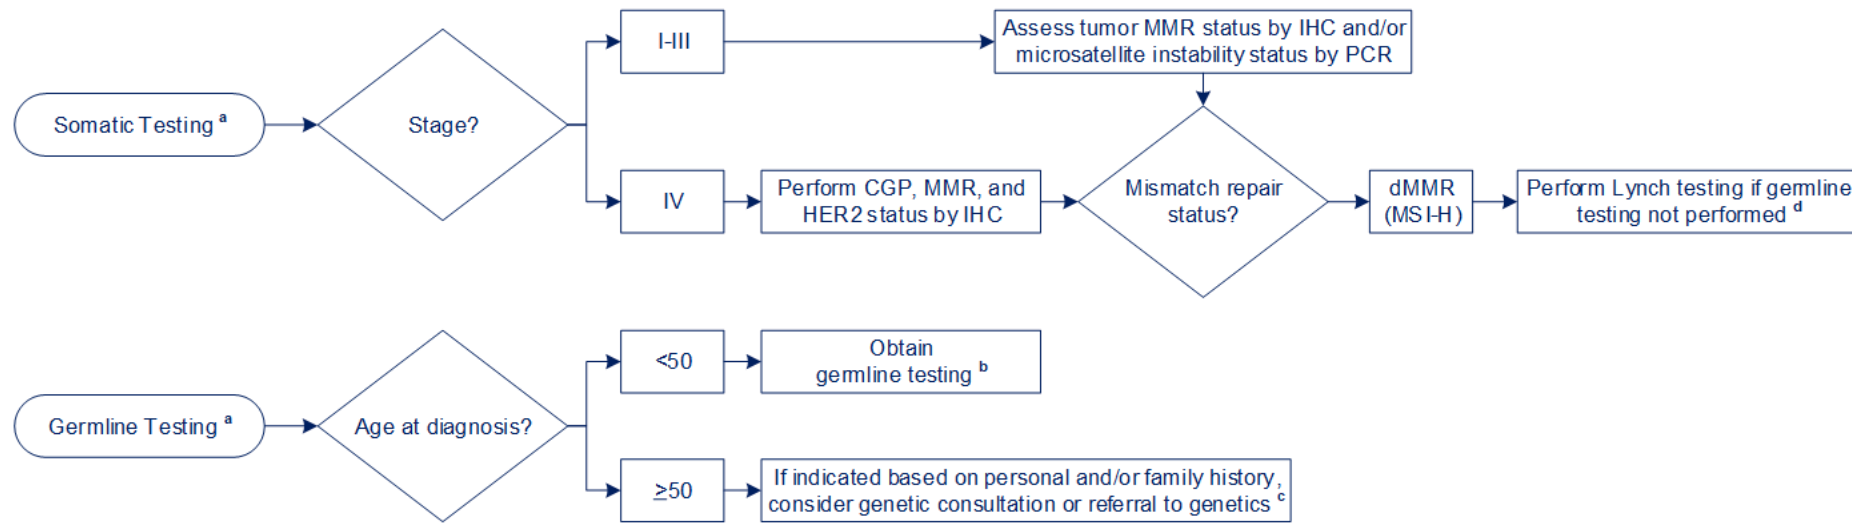 Somatic Testing a
Stage?
I-III
Assess tumor MMR status by IHC and/or
microsatellite instability status by PCR
IV
Perform CGP, MMR, and
HER2 status by IHC
Mismatch repair
status?
dMMR
(MSI-H)
Perform Lynch testing if germline
testing not performed d
Germline Testing a
Age at diagnosis?
<50
Obtain
germline testing b
≥50
If indicated based on personal and/or family history,
consider genetic consultation or referral to genetics c